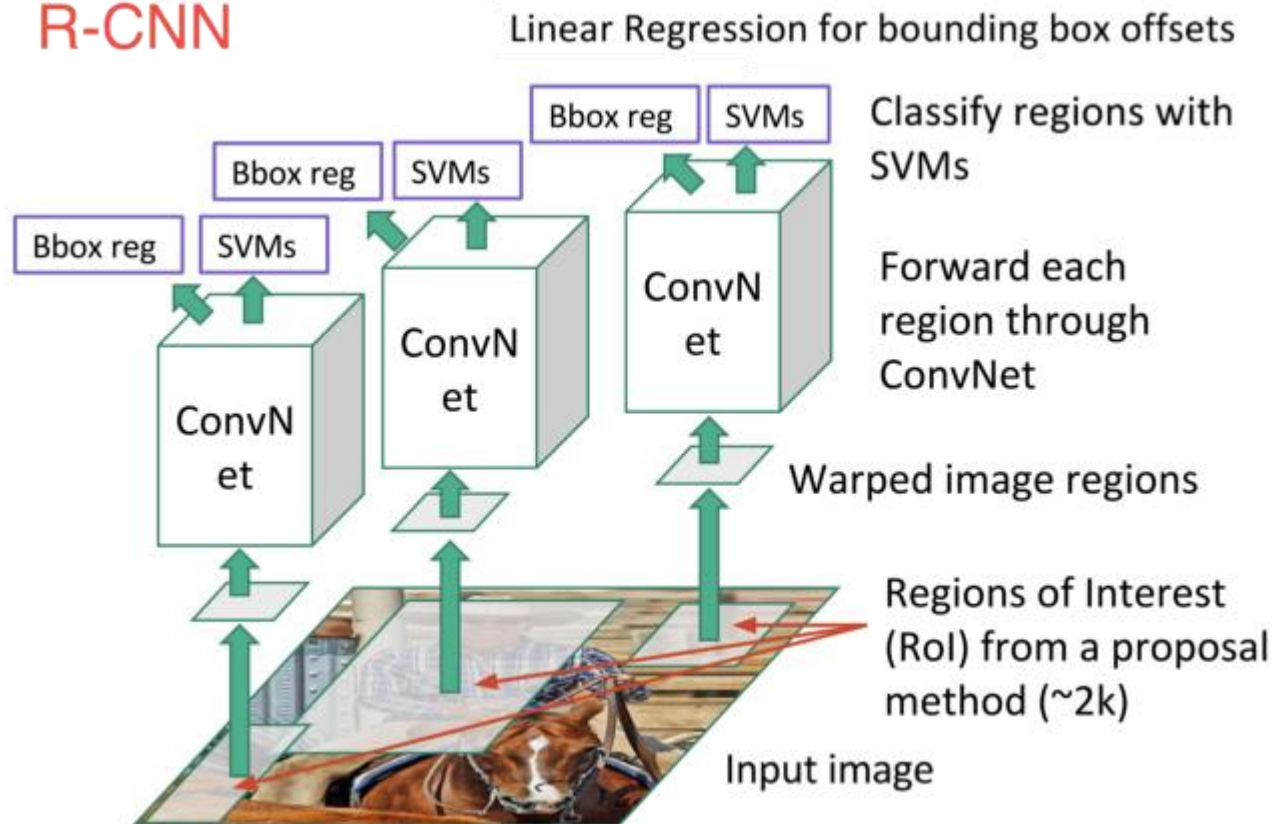 R-CNN
Linear Regression for bounding box offsets
Bbox reg
SVMs
Classify regions with
SVMs
Bbox reg
SVMs
Bbox reg
SVMs
ConvN
et
Forward each
region through
ConvNet
ConvN
et
ConvN
et
Warped image regions
Regions of Interest
(RoI) from a proposal
method (~2k)
Input image